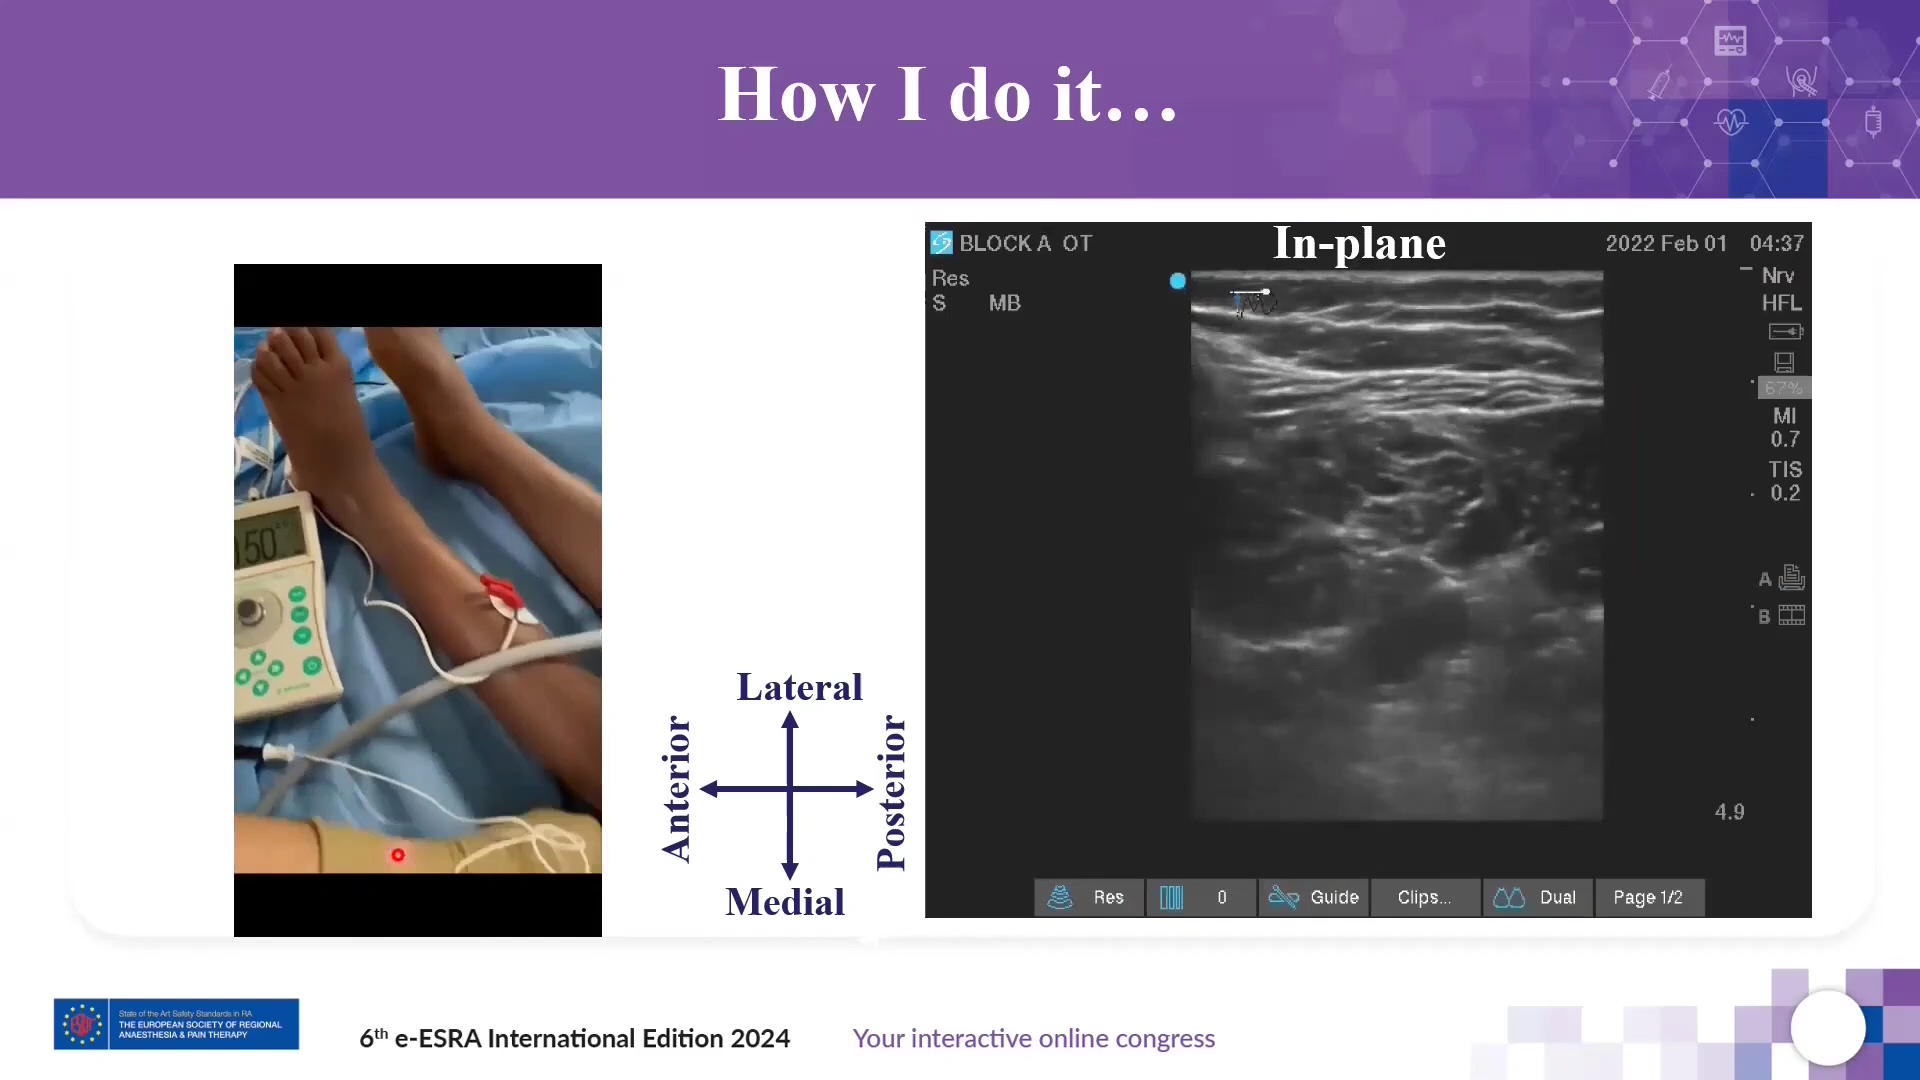 How I do it…
BLOCK A OT
In-plane
2022 Feb 01 04:37
Res
S MB
Nrv
HFL
67%
MI
0.7
TIS
0.2
A
B
4.9
150
Lateral
Anterior
Posterior
Medial
Res
0
Guide
Clips...
Dual
Page 1/2
State of the Art Safety Standards in RA
THE EUROPEAN SOCIETY OF REGIONAL
ANAESTHESIA & PAIN THERAPY
6th e-ESRA International Edition 2024
Your interactive online congress